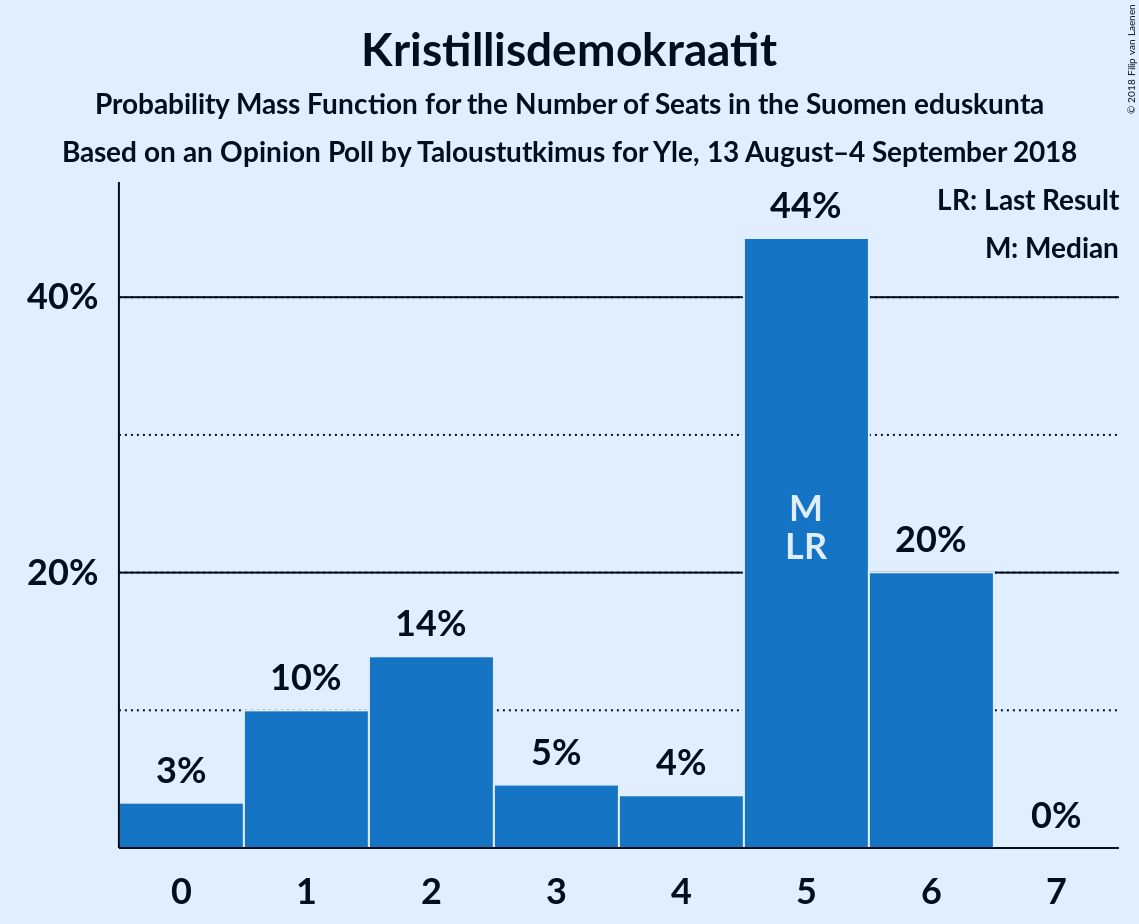 © 2018 Filip van Laenen
Kristillisdemokraatit
Probability Mass Function for the Number of Seats in the Suomen eduskunta
Based on an Opinion Poll by Taloustutkimus for Yle, 13 August–4 September 2018
LR: Last Result
M: Median
40%
20%
3%
10%
14%
5%
4%
44%
20%
0%
M
LR
0 1 2 3 4 5 6 7